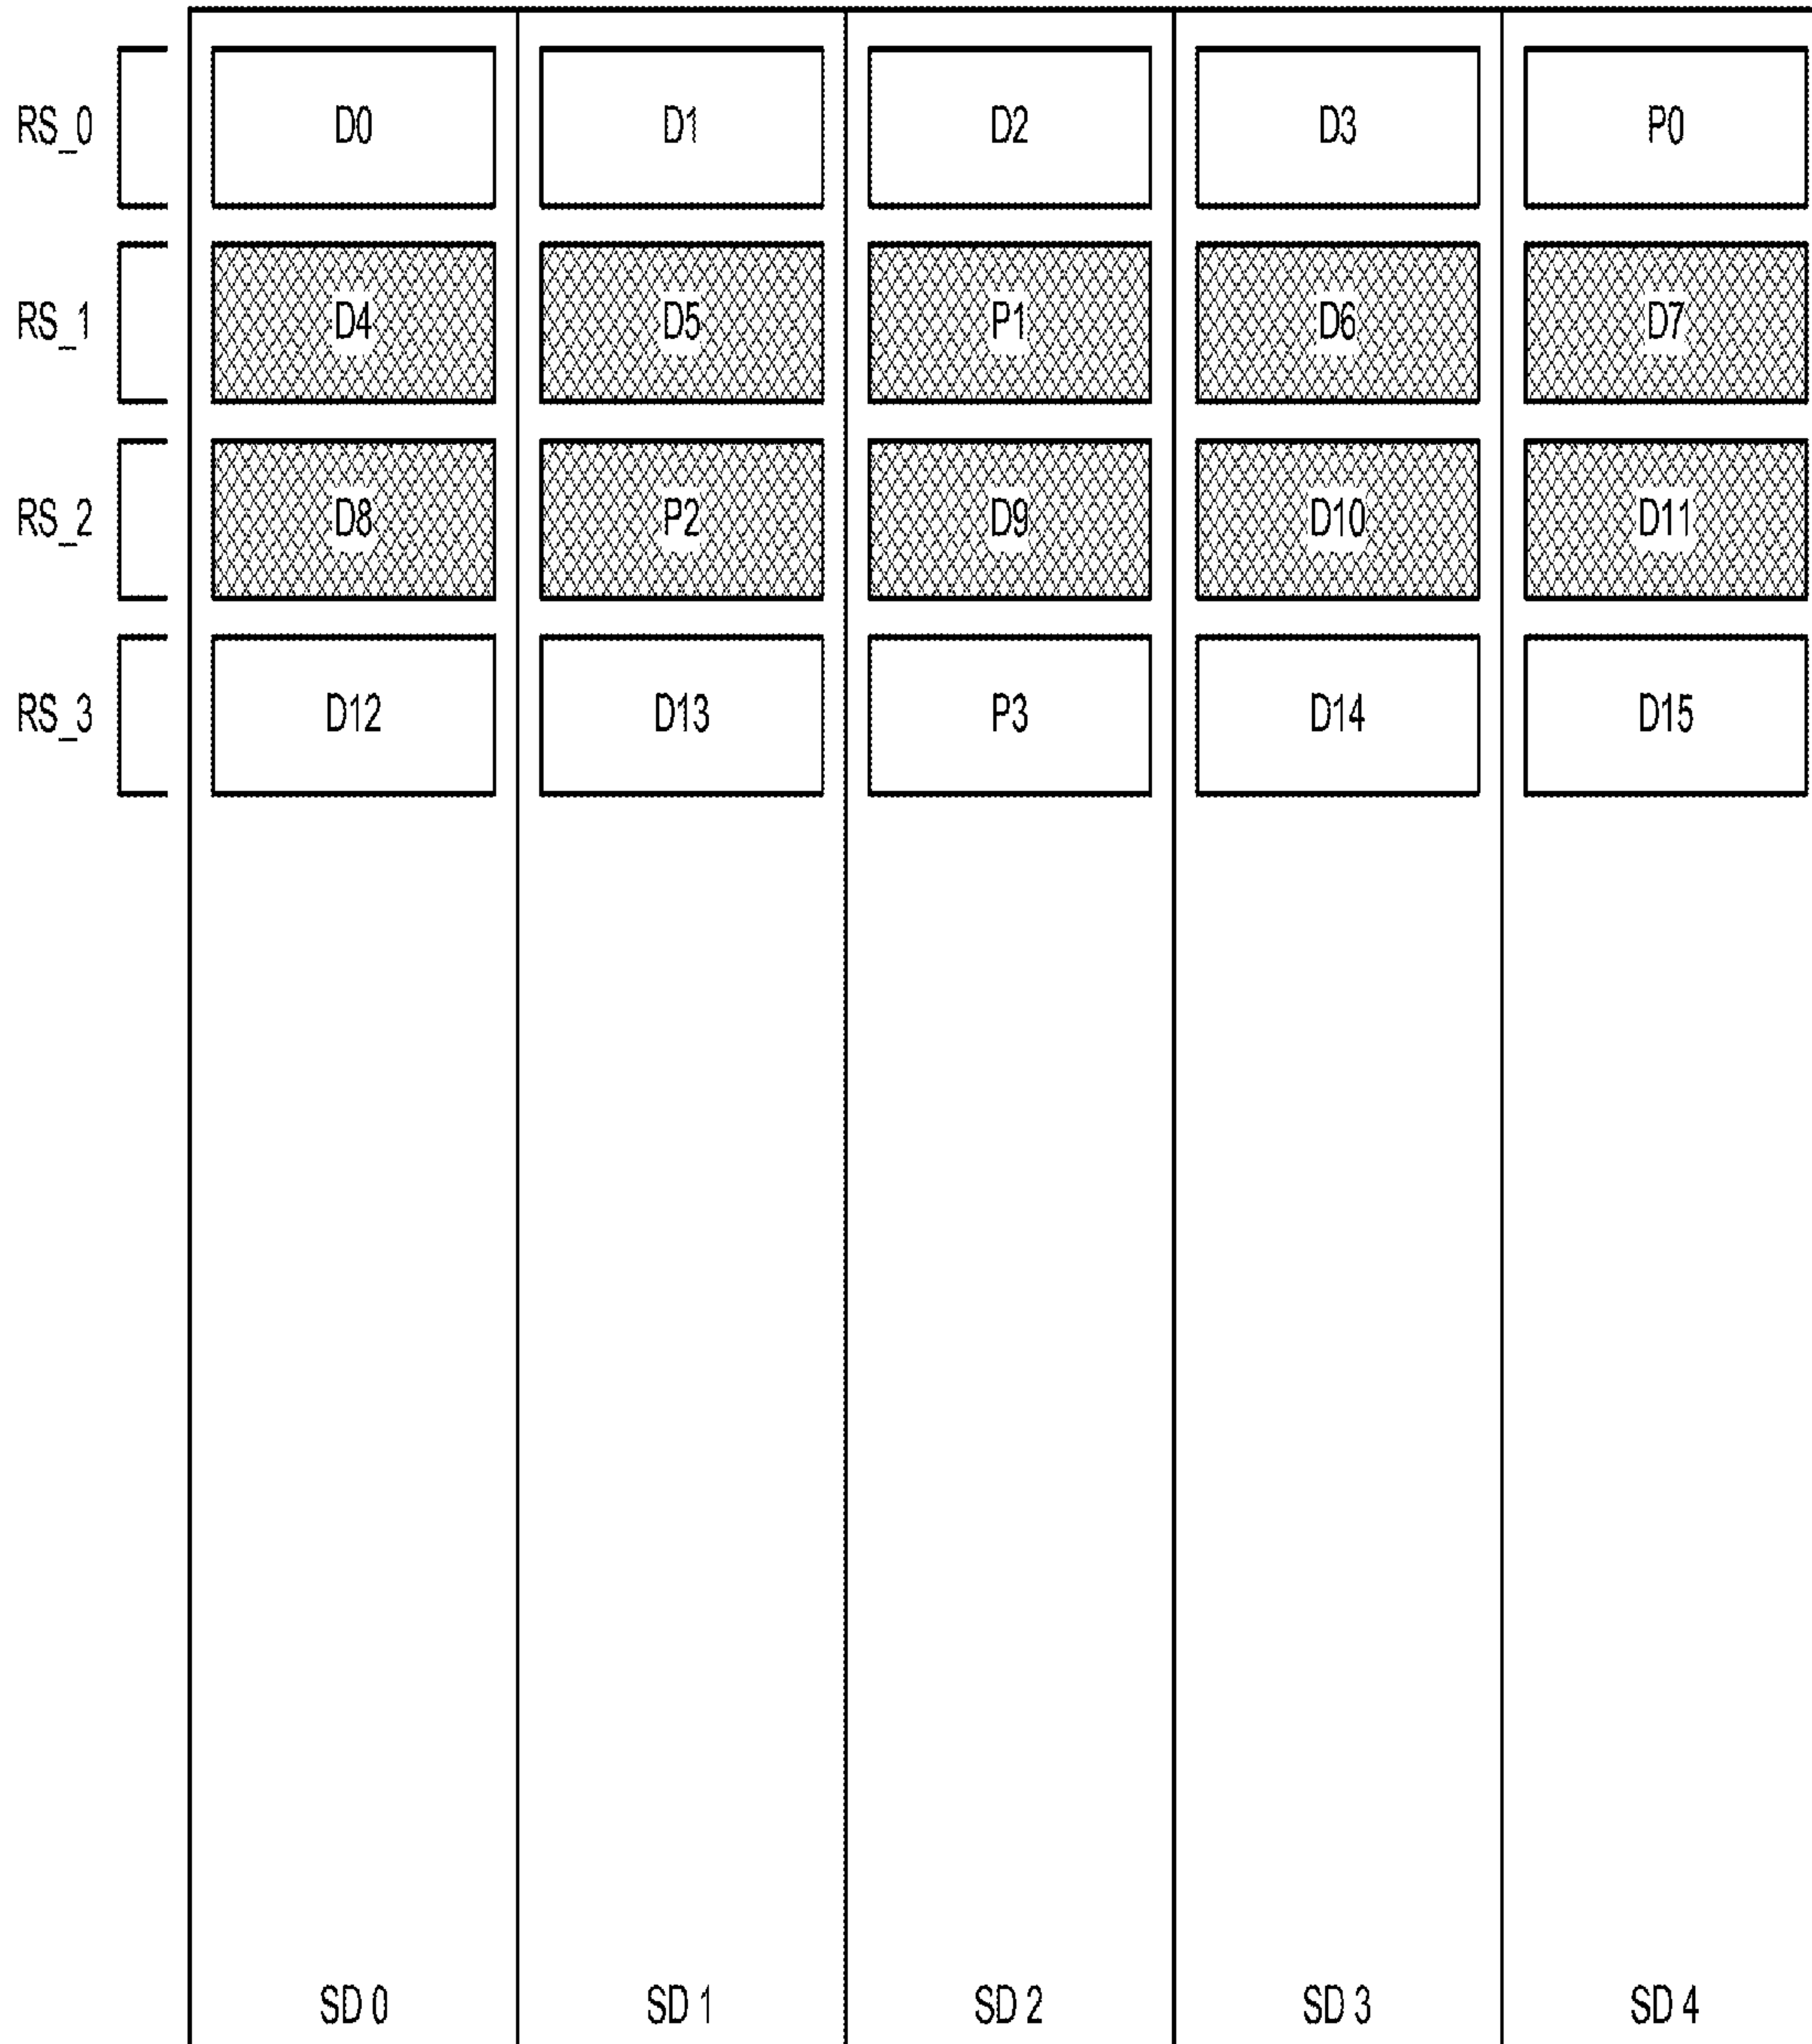 RS_0 D0 D1 D2 D3 P0
RS_1 D4 D5 P1 D6 D7
RS_2 D8 P2 D9 D10 D11
RS_3 D12 D13 P3 D14 D15
SD 0 SD 1 SD 2 SD 3 SD 4